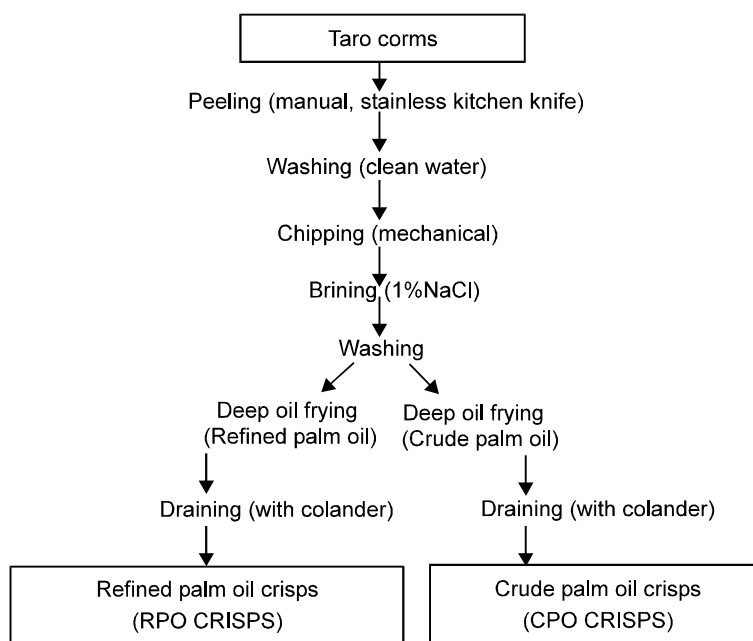 Taro corms
Peeling (manual, stainless kitchen knife)
Washing (clean water)
Chipping (mechanical)
Brining (1%NaCl)
Washing
Deep oil frying
(Refined palm oil)
Deep oil frying
(Crude palm oil)
Draining (with colander)
Draining (with colander)
Refined palm oil crisps
(RPO CRISPS)
Crude palm oil crisps
(CPO CRISPS)